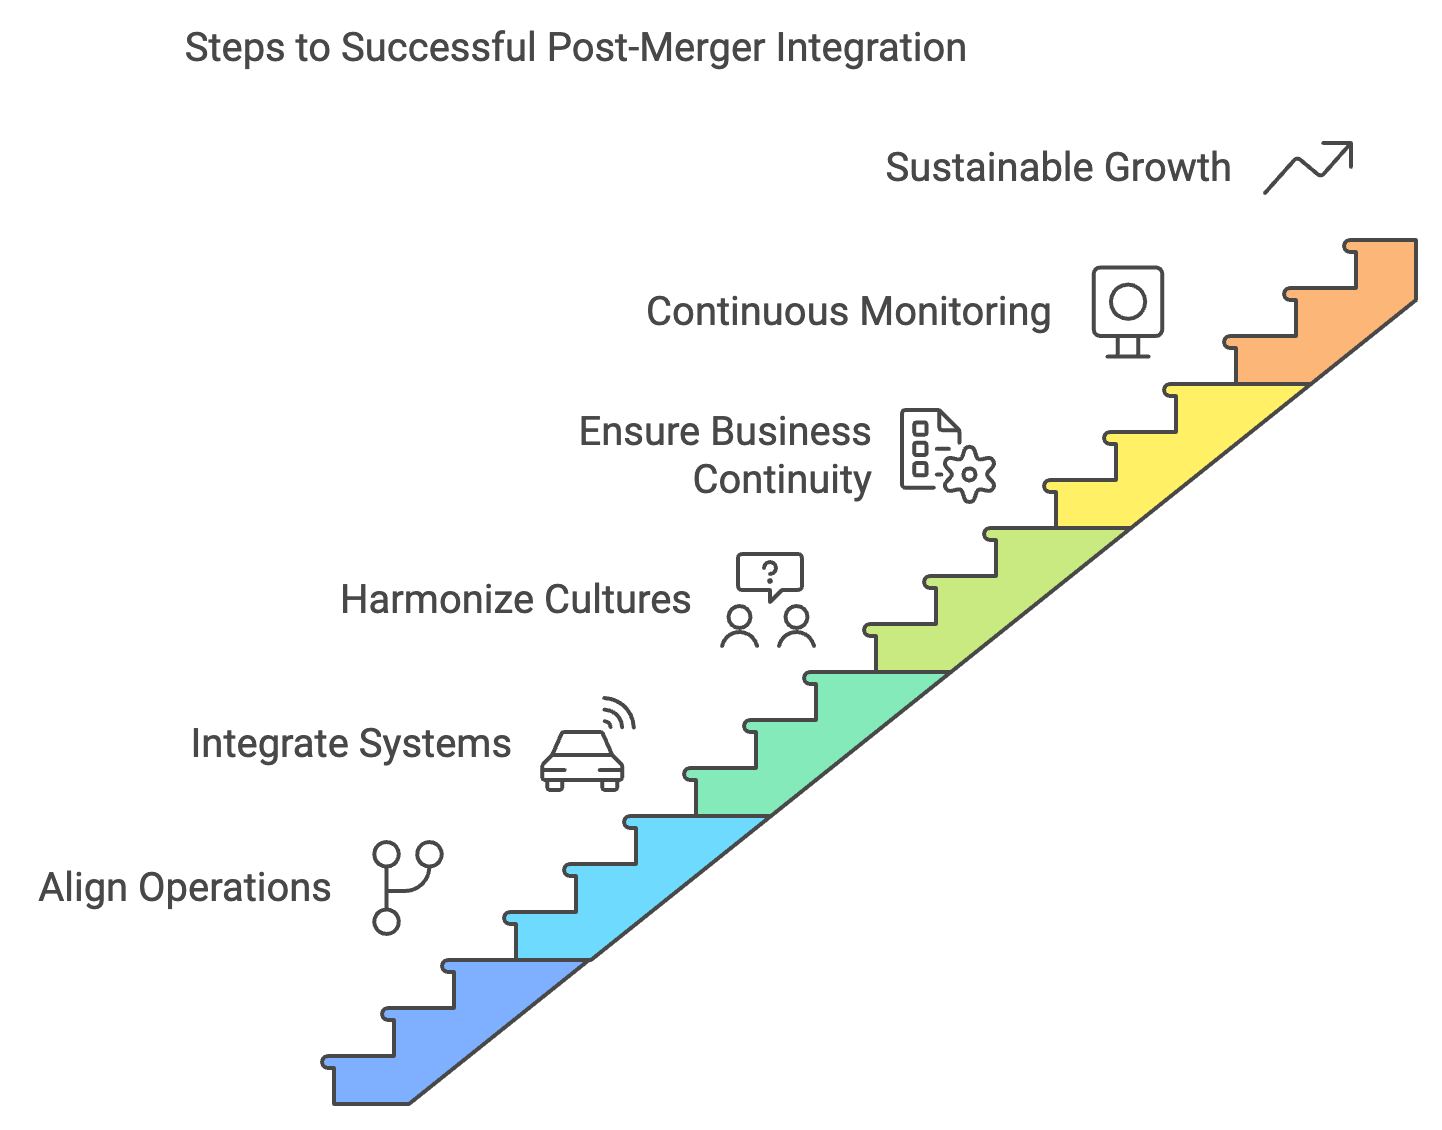 Steps to Successful Post-Merger Integration
Sustainable Growth
Continuous Monitoring
Ensure Business
Continuity
?
Harmonize Cultures
Integrate Systems
Align Operations